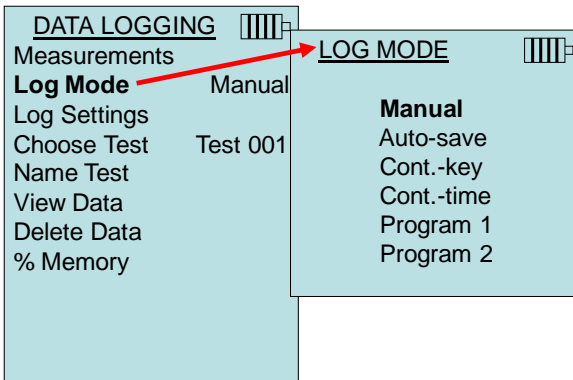 DATA LOGGING
Measurements
Log Mode Manual
Log Settings
Choose Test Test 001
Name Test
View Data
Delete Data
% Memory
LOG MODE
Manual
Auto-save
Cont.-key
Cont.-time
Program 1
Program 2